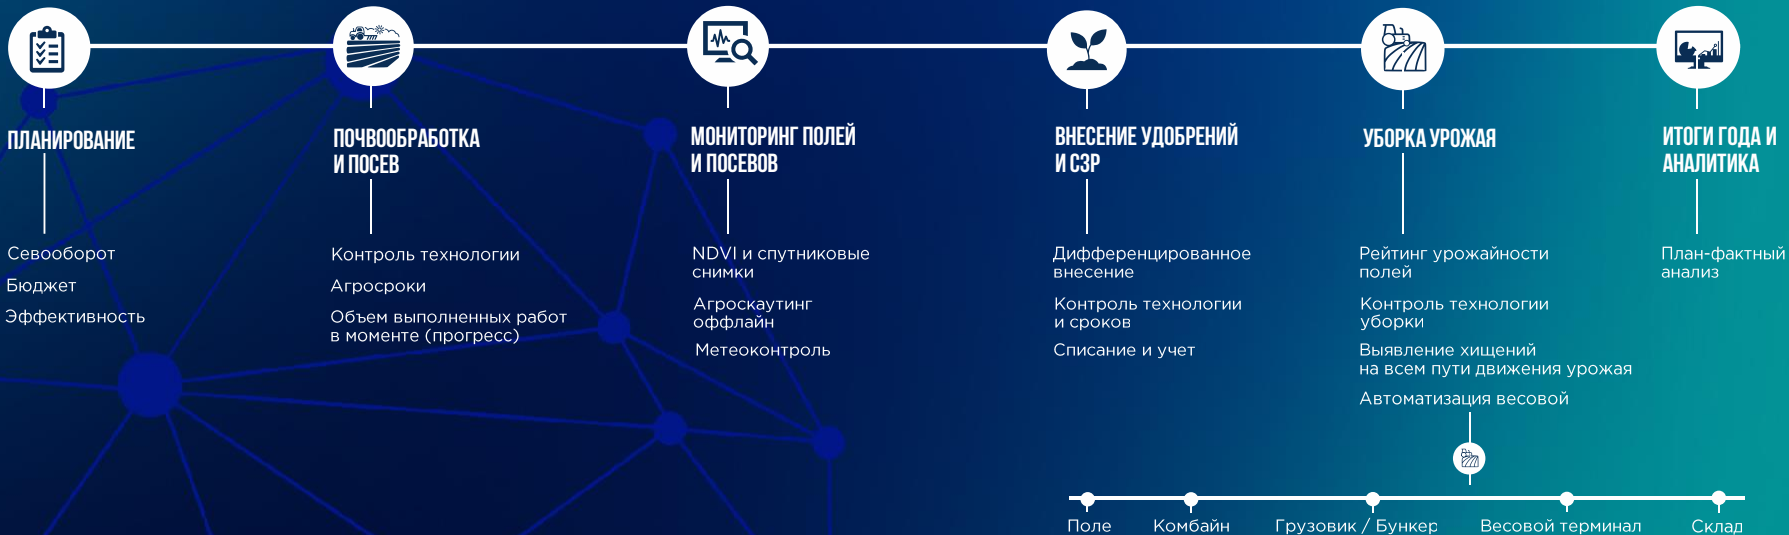 ПЛАНИРОВАНИЕ
Севооборот
Бюджет
Эффективность
ПОЧВООБРАБОТКА
И ПОСЕВ
Контроль технологии
Агросроки
Объем выполненных работ
в моменте (прогресс)
МОНИТОРИНГ ПОЛЕЙ
И ПОСЕВОВ
NDVI и спутниковые
снимки
Агроскаутинг
оффлайн
Метеоконтроль
ВНЕСЕНИЕ УДОБРЕНИЙ
И СЗР
Дифференцированное
внесение
Контроль технологии
и сроков
Списание и учет
УБОРКА УРОЖАЯ
Рейтинг урожайности
полей
Контроль технологии
уборки
Выявление хищений
на всем пути движения урожая
Автоматизация весовой
Поле
Комбайн
Грузовик / Бункер
Весовой терминал
Склад
ИТОГИ ГОДА И
АНАЛИТИКА
План-фактный
анализ